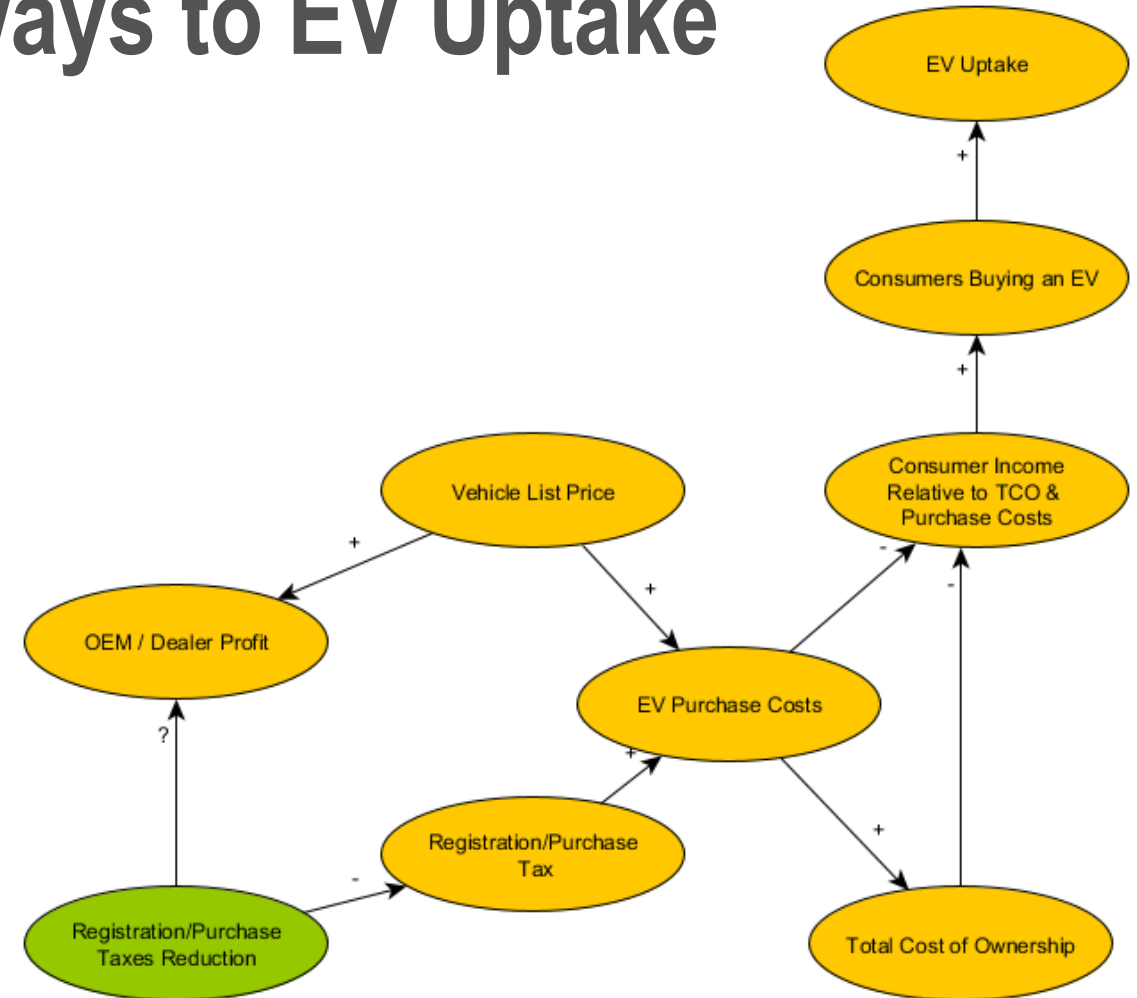 ways to EV Uptake
EV Uptake
+
Consumers Buying an EV
+
Consumer Income
Relative to TCO &
Purchase Costs
Vehicle List Price
+
-
-
+
OEM / Dealer Profit
EV Purchase Costs
?
+
+
Registration/Purchase
Tax
-
Registration/Purchase
Taxes Reduction
Total Cost of Ownership